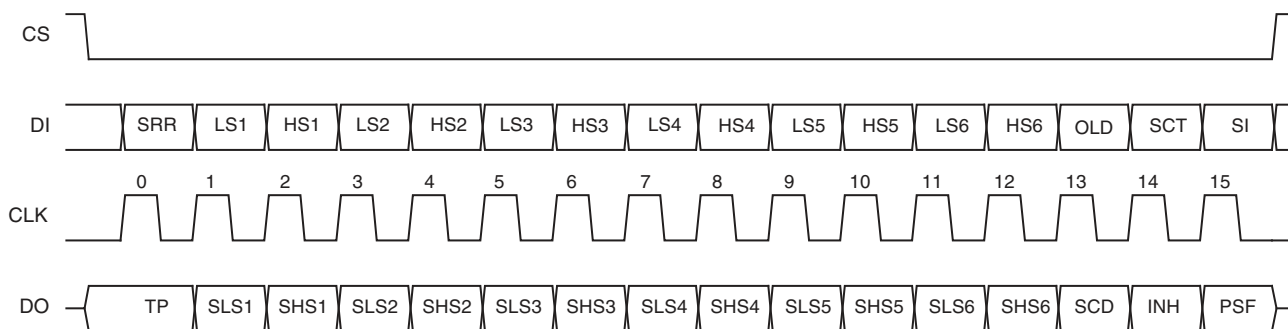 CS
DI SRR LS1 HS1 LS2 HS2 LS3 HS3 LS4 HS4 LS5 HS5 LS6 HS6 OLD SCT SI
0 1 2 3 4 5 6 7 8 9 10 11 12 13 14 15
CLK
DO TP SLS1 SHS1 SLS2 SHS2 SLS3 SHS3 SLS4 SHS4 SLS5 SHS5 SLS6 SHS6 SCD INH PSF